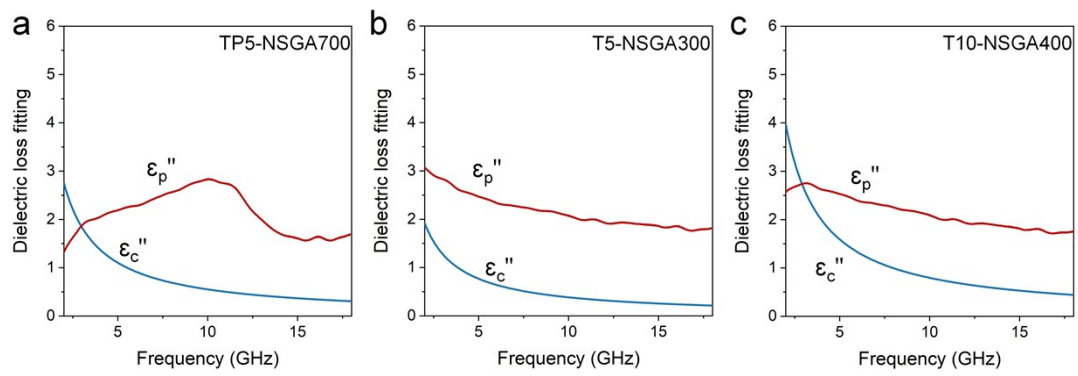 a
TP5-NSGA700
Dielectric loss fitting
6
5
4
3
2
1
0
εp"
εc"
5
10
15
Frequency (GHz)
b
T5-NSGA300
Dielectric loss fitting
6
5
4
3
2
1
0
εp"
εc"
5
10
15
Frequency (GHz)
c
T10-NSGA400
Dielectric loss fitting
6
5
4
3
2
1
0
εp"
εc"
5
10
15
Frequency (GHz)